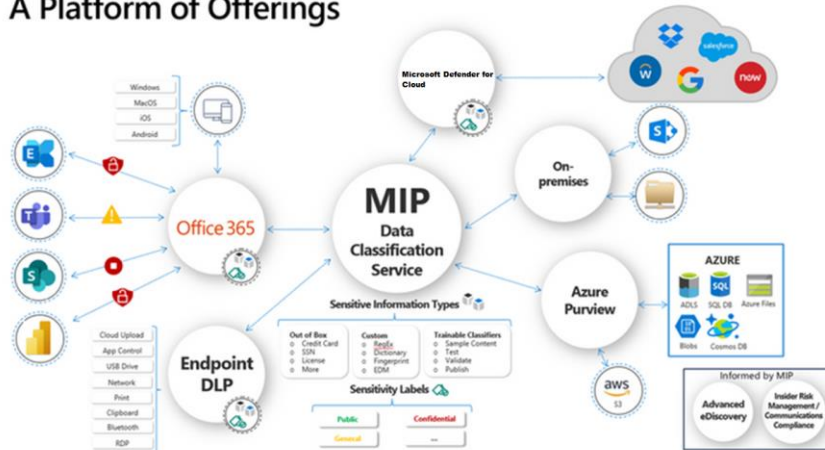 A Platform of Offerings
Windows
MacOS
iOS
Android
Microsoft Defender for
Cloud
salesforce
W
G
now
E
T
S
S
Office 365
MIP
Data
Classification
Service
On-
premises
Azure
Purview
AZURE
SQL
ADLS
SQL DB
Azure Files
Blobs
Cosmos DB
aws
S3
Endpoint
DLP
Cloud Upload
App Control
USB Drive
Network
Print
Clipboard
Bluetooth
RDP
Sensitive Information Types
Out of Box
o Credit Card
o SSN
o License
o More
Custom
o RegEx
o Dictionary
o Fingerprint
o EDM
Trainable Classifiers
o Sample Content
o Test
o Validate
o Publish
Sensitivity Labels
Public
Confidential
General
...
Informed by MIP
Advanced
eDiscovery
Insider Risk
Management /
Communications
Compliance